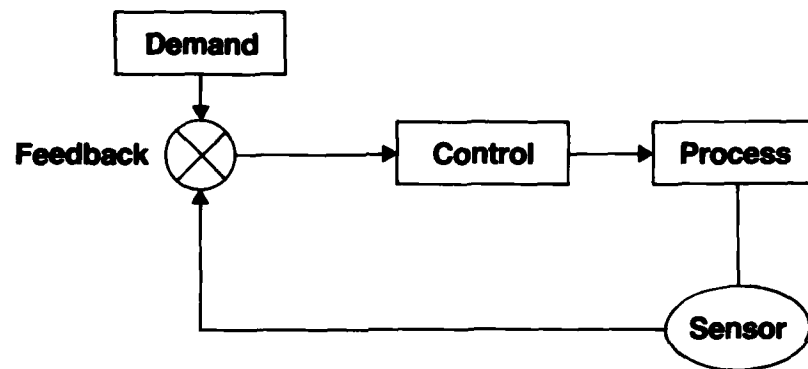 Demand
Feedback
Control
Process
Sensor